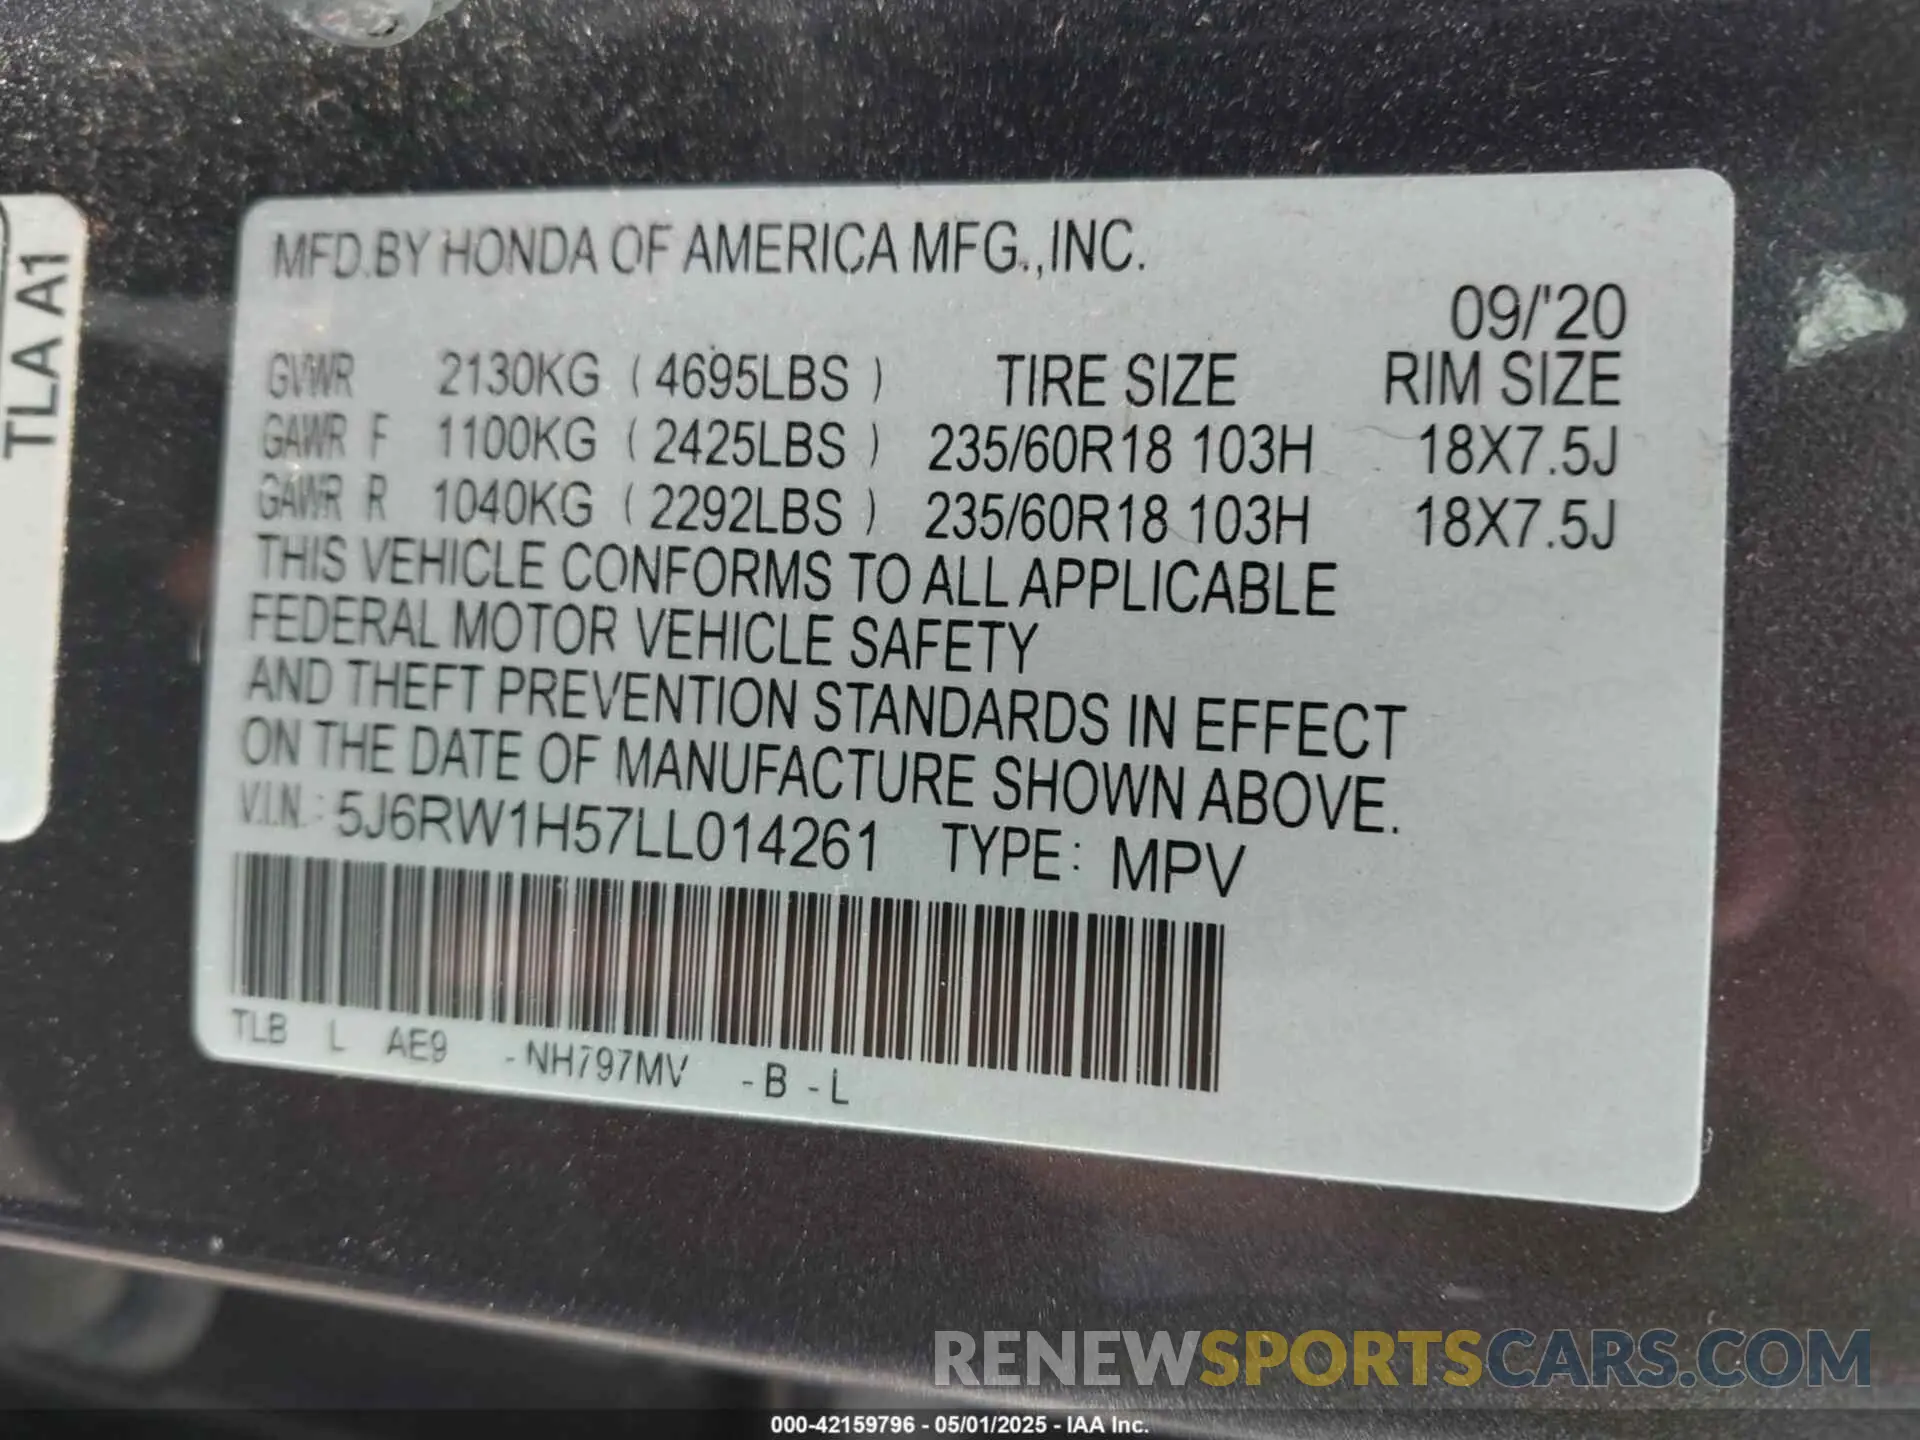 TLA A1
MFD.BY HONDA OF AMERICA MFG.,INC.
09/'20
GVWR 2130KG (4695LBS) TIRE SIZE RIM SIZE
GAWR F 1100KG (2425LBS) 235/60R18 103H 18X7.5J
GAWR R 1040KG (2292LBS) 235/60R18 103H 18X7.5J
THIS VEHICLE CONFORMS TO ALL APPLICABLE
FEDERAL MOTOR VEHICLE SAFETY
AND THEFT PREVENTION STANDARDS IN EFFECT
ON THE DATE OF MANUFACTURE SHOWN ABOVE.
V.I.N.: 5J6RW1H57LL014261 TYPE: MPV
TLB L AE9 -NH797MV -B -L
RENEWSPORTSCARS.COM
000-42159796 - 05/01/2025 - IAA Inc.